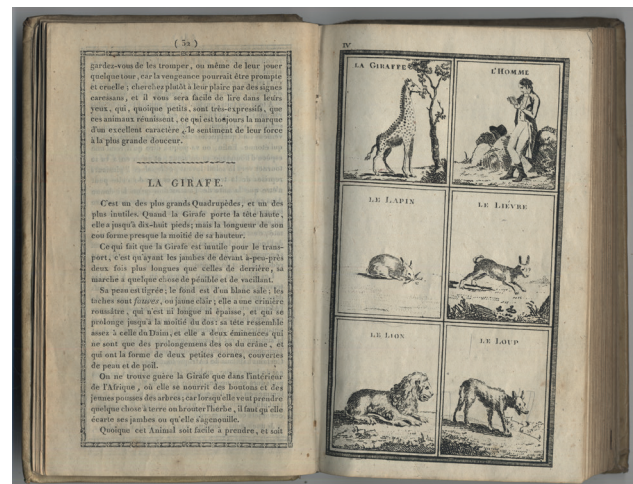 ( 52 )
gardez-vous de les tromper, ou même de leur jouer
quelque tour, car la vengeance pourrait être prompte
et cruelle ; cherchez plutôt à leur plaire par des signes
caressans, et il vous sera facile de lire dans leurs
yeux, qui, quoique petits, sont très-expressifs, que
ces animaux réunissent, ce qui est toujours la marque
d'un excellent caractère, le sentiment de leur force
à la plus grande douceur.
LA GIRAFE.
C'est un des plus grands Quadrupèdes, et un des
plus inutiles. Quand la Girafe porte la tête haute,
elle a jusqu'à dix-huit pieds; mais la longueur de son
cou forme presque la moitié de sa hauteur.
Ce qui fait que la Girafe est inutile pour le trans-
port, c'est qu'ayant les jambes de devant à-peu-près
deux fois plus longues que celles de derrière, sa
marche a quelque chose de pénible et de vacillant.
Sa peau est tigrée; le fond est d'un blanc sale; les
taches sont fauves, ou jaune clair; elle a une crinière
roussâtre, qui n'est ni longue ni épaisse, et qui se
prolonge jusqu'à la moitié du dos: sa tête ressemble
assez à celle du Daim, et elle a deux éminences qui
ne sont que des prolongemens des os du crâne, et
qui ont la forme de deux petites cornes, couvertes
de peau et de poil.
On ne trouve guère la Girafe que dans l'intérieur
de l'Afrique, où elle se nourrit des boutons et des
jeunes pousses des arbres; car lorsqu'elle veut prendre
quelque chose à terre ou brouter l'herbe, il faut qu'elle
écarte ses jambes ou qu'elle s'agenouille.
Quoique cet Animal soit facile à prendre, et soit
IV
LA GIRAFFE
L'HOMME
LE LAPIN
LE LIÈVRE
LE LION
LE LOUP